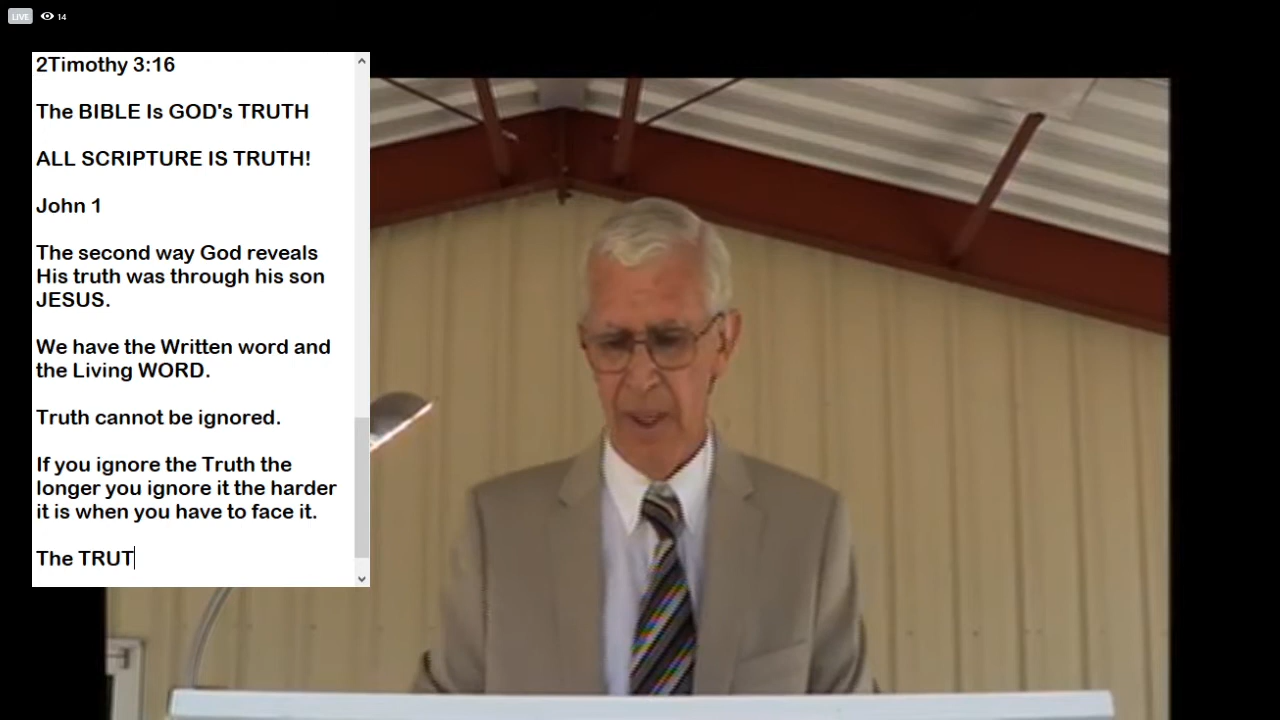 LIVE 14
2Timothy 3:16
The BIBLE Is GOD's TRUTH
ALL SCRIPTURE IS TRUTH!
John 1
The second way God reveals
His truth was through his son
JESUS.
We have the Written word and
the Living WORD.
Truth cannot be ignored.
If you ignore the Truth the
longer you ignore it the harder
it is when you have to face it.
The TRUT